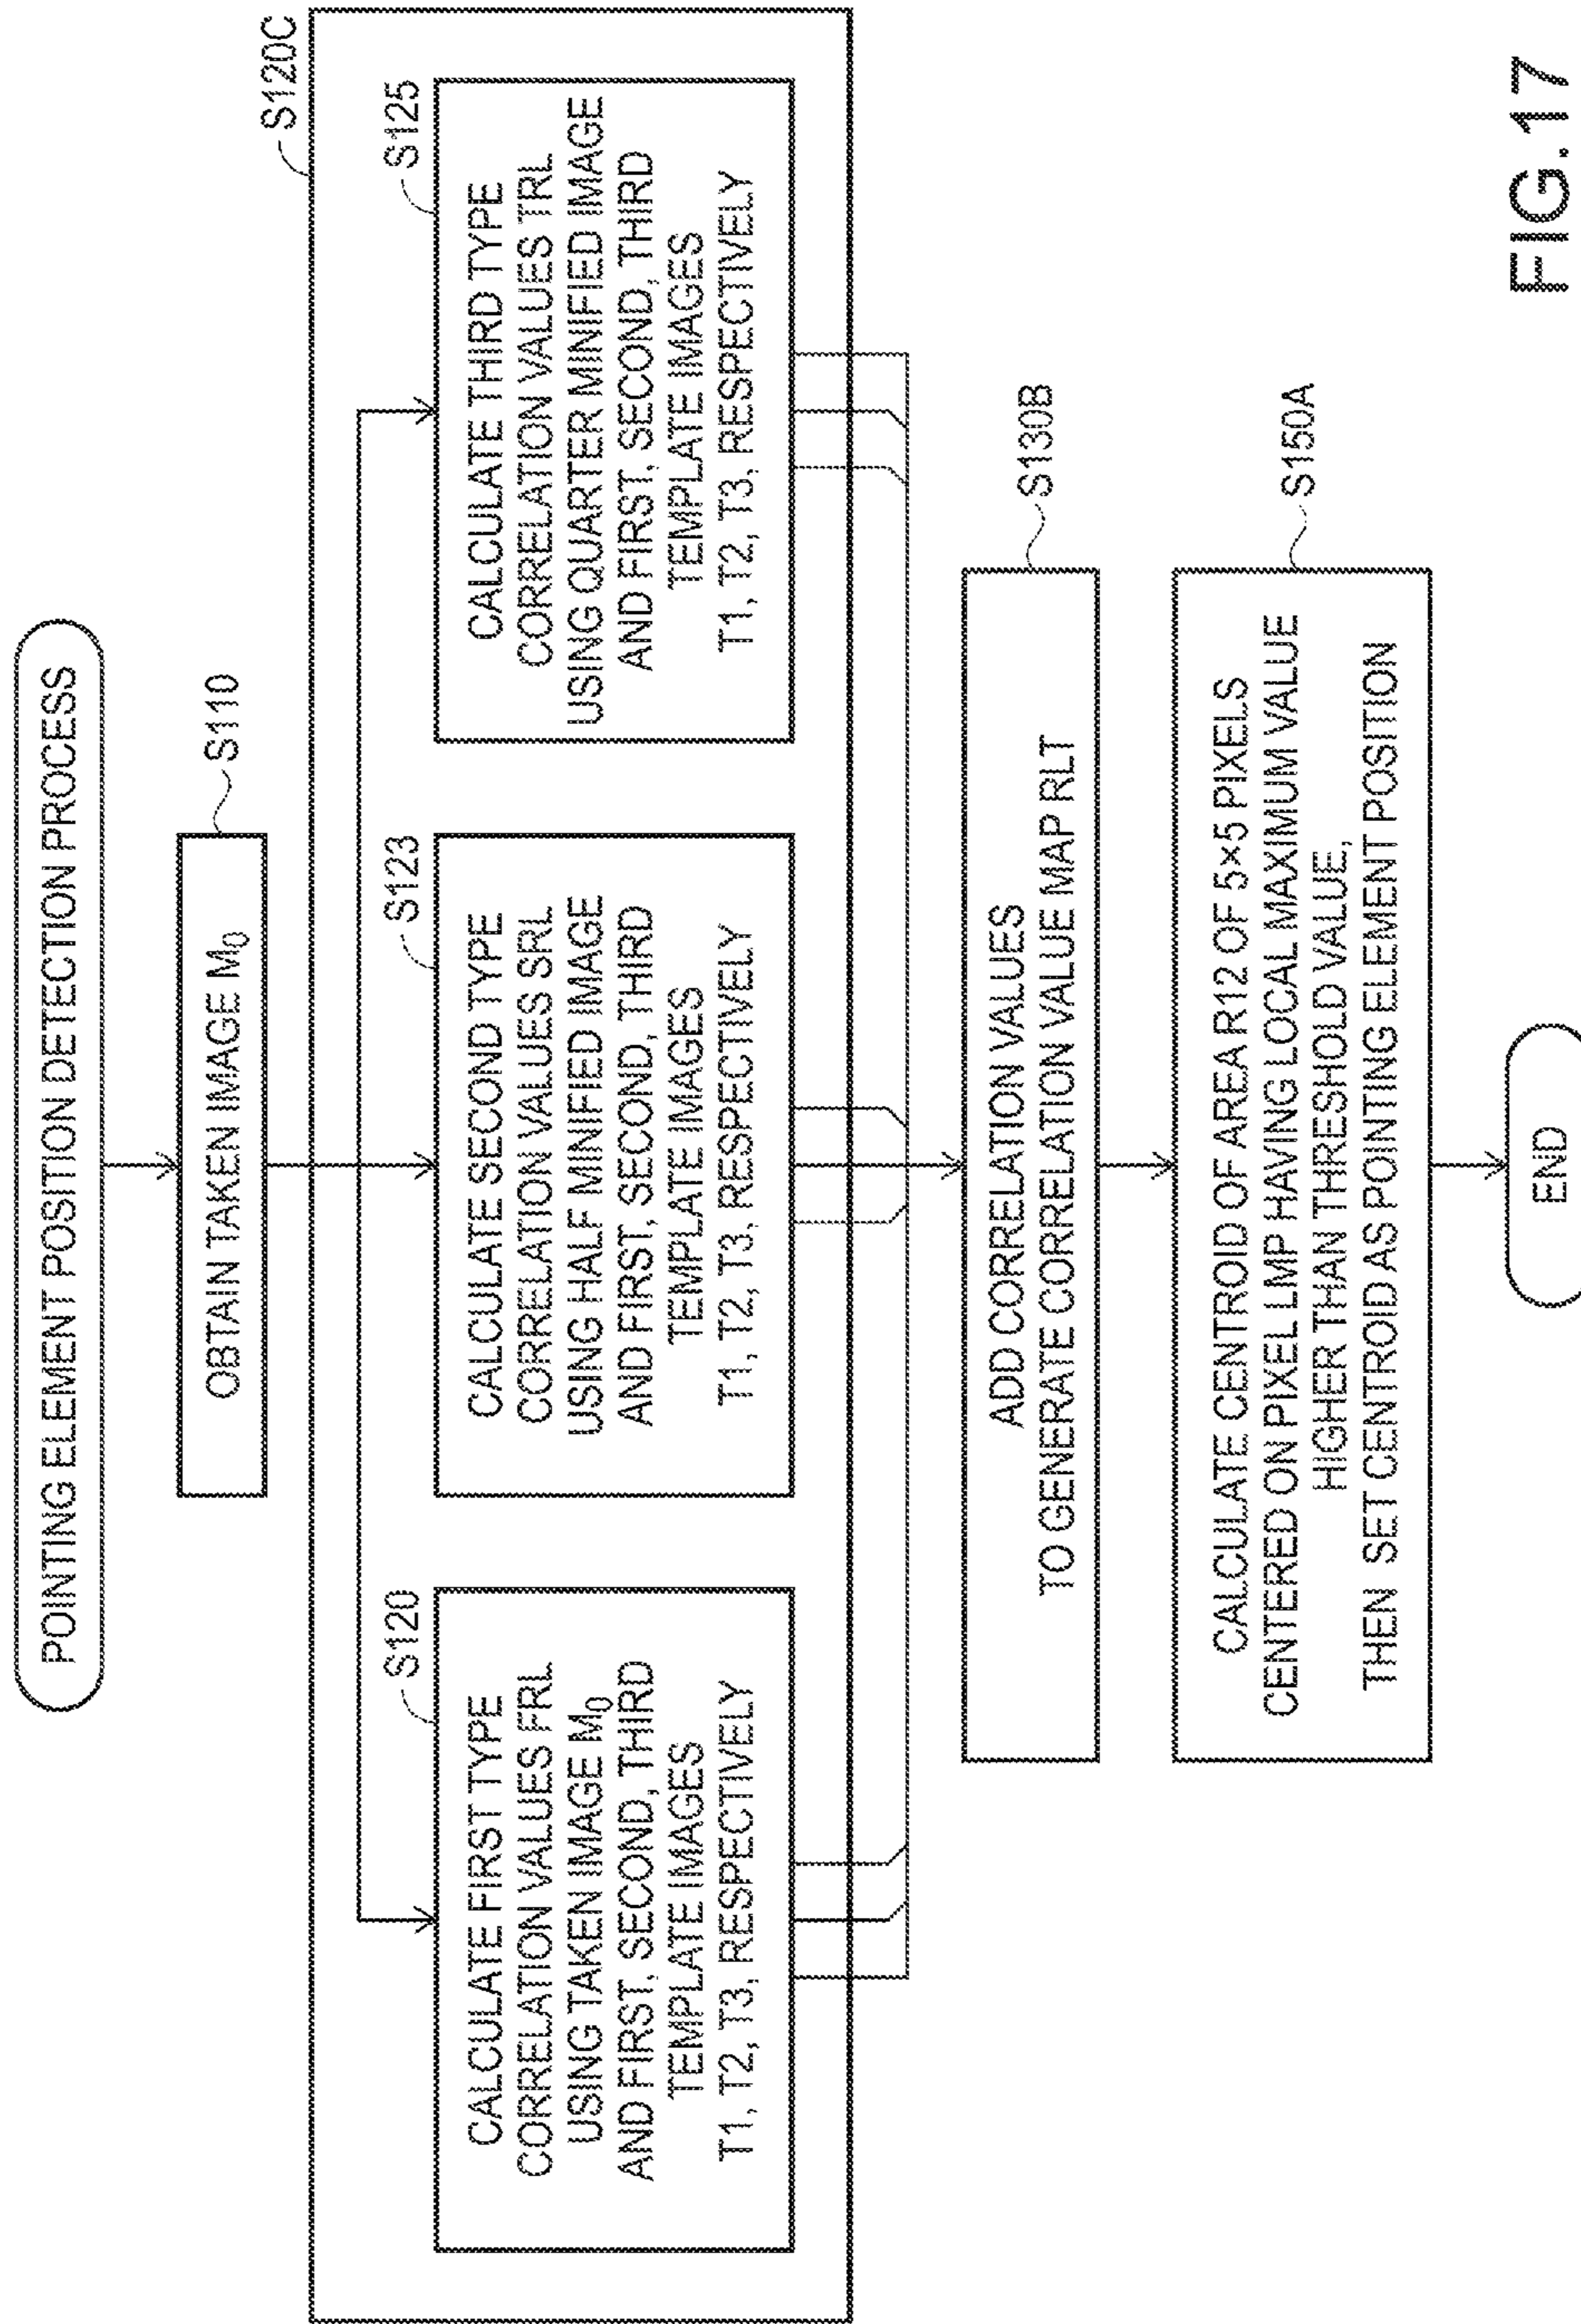 POINTING ELEMENT POSITION DETECTION PROCESS
OBTAIN TAKEN IMAGE M0
S110
S120C
CALCULATE FIRST TYPE
CORRELATION VALUES FRL
USING TAKEN IMAGE M0
AND FIRST, SECOND, THIRD
TEMPLATE IMAGES
T1, T2, T3, RESPECTIVELY
S120
CALCULATE SECOND TYPE
CORRELATION VALUES SRL
USING HALF MINIFIED IMAGE
AND FIRST, SECOND, THIRD
TEMPLATE IMAGES
T1, T2, T3, RESPECTIVELY
S123
CALCULATE THIRD TYPE
CORRELATION VALUES TRL
USING QUARTER MINIFIED IMAGE
AND FIRST, SECOND, THIRD
TEMPLATE IMAGES
T1, T2, T3, RESPECTIVELY
S125
ADD CORRELATION VALUES
TO GENERATE CORRELATION VALUE MAP RLT
S130B
CALCULATE CENTROID OF AREA R12 OF 5×5 PIXELS
CENTERED ON PIXEL LMP HAVING LOCAL MAXIMUM VALUE
HIGHER THAN THRESHOLD VALUE,
THEN SET CENTROID AS POINTING ELEMENT POSITION
S150A
END
FIG.17